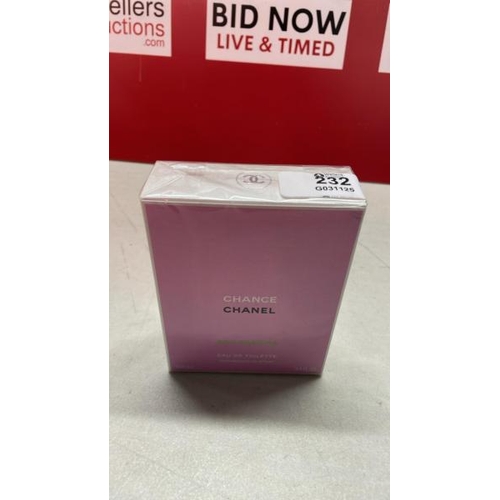 ellers
ctions
.com
BID NOW
LIVE & TIMED
232
G031125
CHANCE
CHANEL
EAU DE TOILETTE